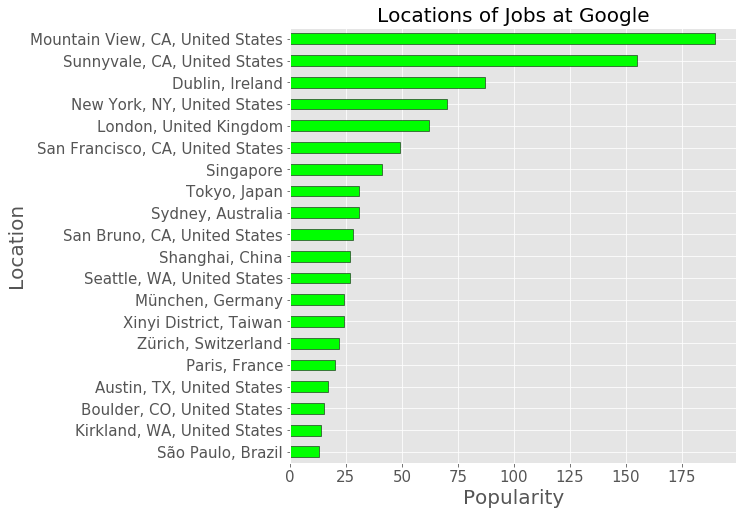 Locations of Jobs at Google
Mountain View, CA, United States
Sunnyvale, CA, United States
Dublin, Ireland
New York, NY, United States
London, United Kingdom
San Francisco, CA, United States
Singapore
Tokyo, Japan
Sydney, Australia
San Bruno, CA, United States
Shanghai, China
Seattle, WA, United States
München, Germany
Xinyi District, Taiwan
Zürich, Switzerland
Paris, France
Austin, TX, United States
Boulder, CO, United States
Kirkland, WA, United States
São Paulo, Brazil
Location
0 25 50 75 100 125 150 175
Popularity